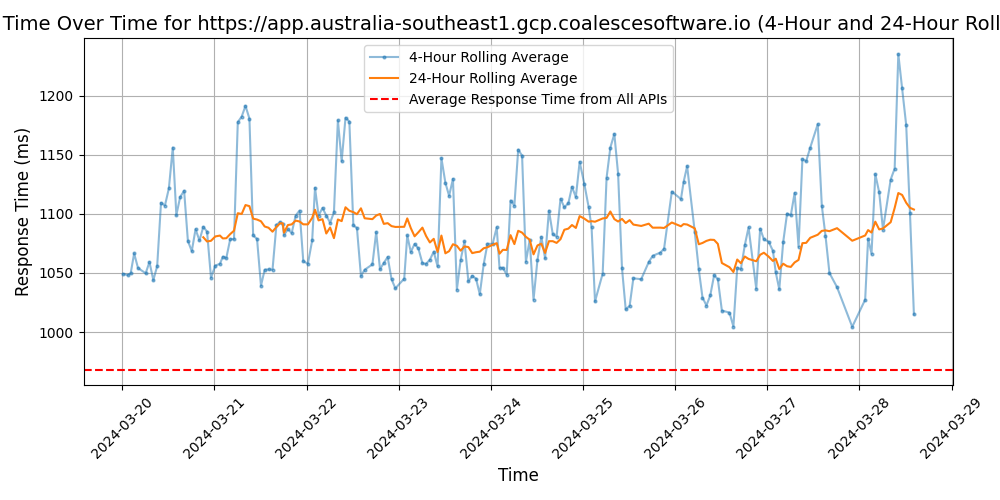 Time Over Time for https://app.australia-southeast1.gcp.coalescesoftware.io (4-Hour and 24-Hour Roll
4-Hour Rolling Average
24-Hour Rolling Average
Average Response Time from All APIs
Response Time (ms)
1200
1150
1100
1050
1000
2024-03-20
2024-03-21
2024-03-22
2024-03-23
2024-03-24
2024-03-25
2024-03-26
2024-03-27
2024-03-28
2024-03-29
Time